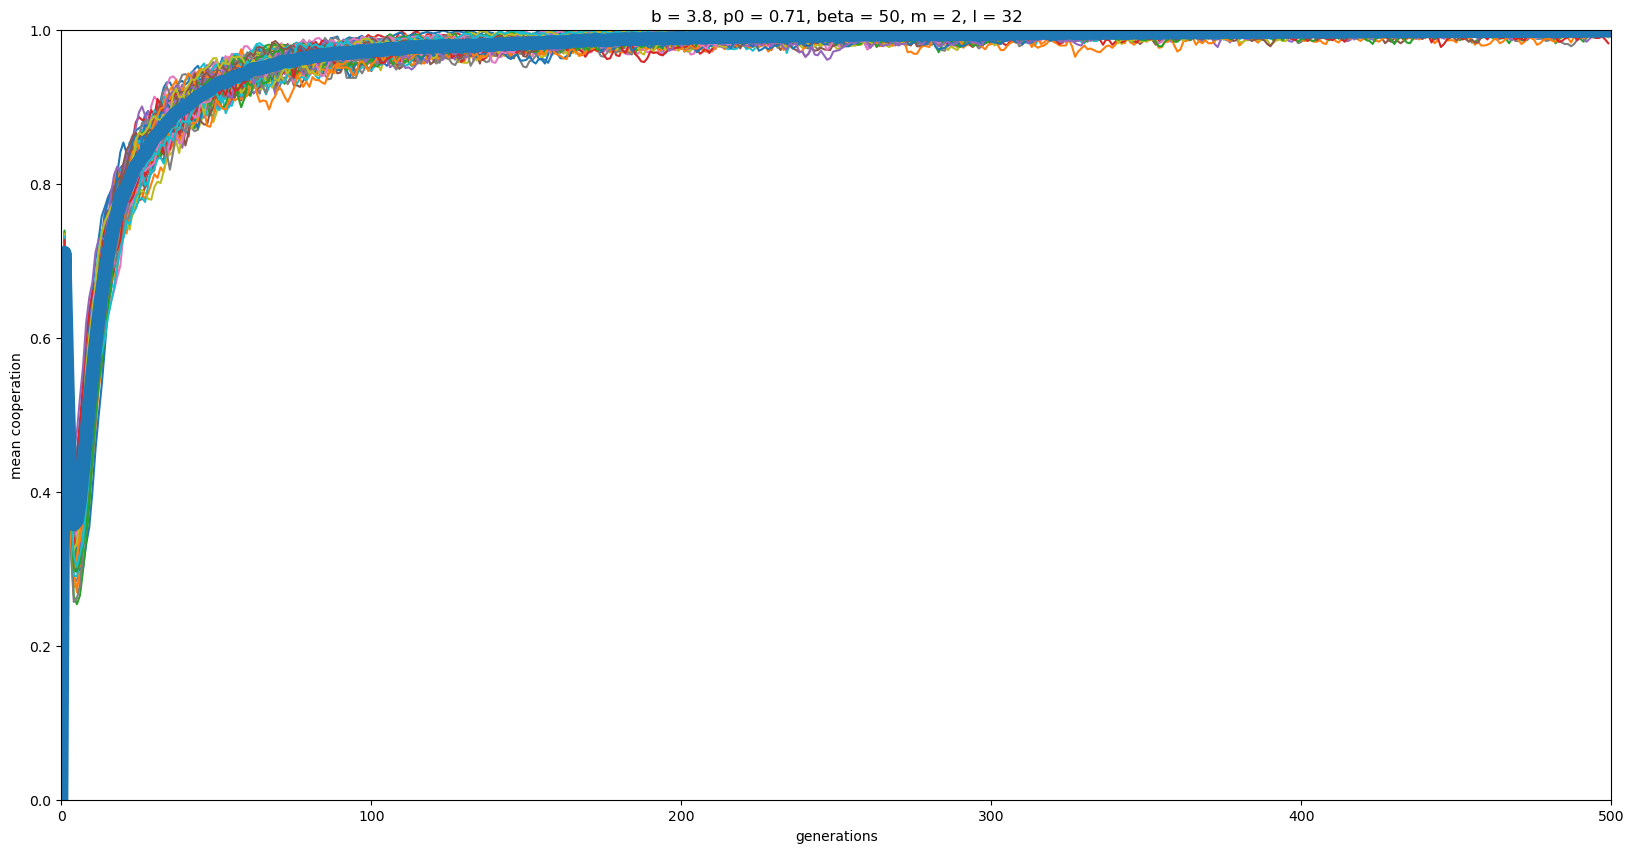 b = 3.8, p0 = 0.71, beta = 50, m = 2, l = 32
1.0
0.8
0.6
0.4
0.2
0.0
mean cooperation
0 100 200 300 400 500
generations